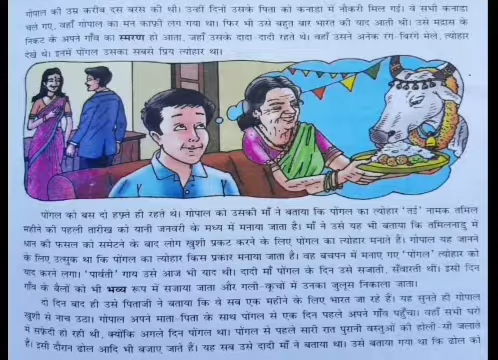 गोपाल की उम्र करीब दस बरस की थी। उन्हीं दिनों उसके पिता को कनाडा में नौकरी मिल गई। वे सभी कनाडा
चले गए, वहाँ गोपाल का मन काफ़ी लग गया था। फिर भी उसे बहुत बार भारत की याद आती थी। उसे मद्रास के
निकट के अपने गाँव का स्मरण हो आता, जहाँ उसके दादा-दादी रहते थे। वहाँ उसने अनेक रंग-बिरंगे मेले, त्योहार
देखे थे। इनमें पोंगल उसका सबसे प्रिय त्योहार था।
पोंगल को बस दो हफ़्ते ही रहते थे। गोपाल को उसकी माँ ने बताया कि पोंगल का त्योहार 'तई' नामक तमिल
महीने को पहली तारीख को यानी जनवरी के मध्य में मनाया जाता है। माँ ने उसे यह भी बताया कि तमिलनाडु में
धान की फसल को समेटने के बाद लोग खुशी प्रकट करने के लिए पोंगल का त्योहार मनाते हैं। गोपाल यह जानने
के लिए उत्सुक था कि पोंगल का त्योहार किस प्रकार मनाया जाता है। वह बचपन में मनाए गए 'पोंगल' त्योहार को
याद करने लगा। 'पार्वती' गाय उसे आज भी याद थी। दादी माँ पोंगल के दिन उसे सजाती, सँवारती थीं। इसी दिन
गाँव के बैलों को भी भव्य रूप में सजाया जाता और गली-कूचों में उनका जुलूस निकाला जाता।
दो दिन बाद ही उसे पिताजी ने बताया कि वे सब एक महीने के लिए भारत जा रहे हैं। यह सुनते ही गोपाल
खुशी से नाच उठा। गोपाल अपने माता-पिता के साथ पोंगल से एक दिन पहले अपने गाँव पहुँचा। वहाँ सभी घरों
में सफ़ेदी हो रही थी, क्योंकि अगले दिन पोंगल था। पोंगल से पहले सारी रात पुरानी वस्तुओं की होली-सी जलाते
हैं। इसी दौरान ढोल आदि भी बजाए जाते हैं। यह सब उसे दादी माँ ने बताया था। उसे बताया गया था कि ढोल को